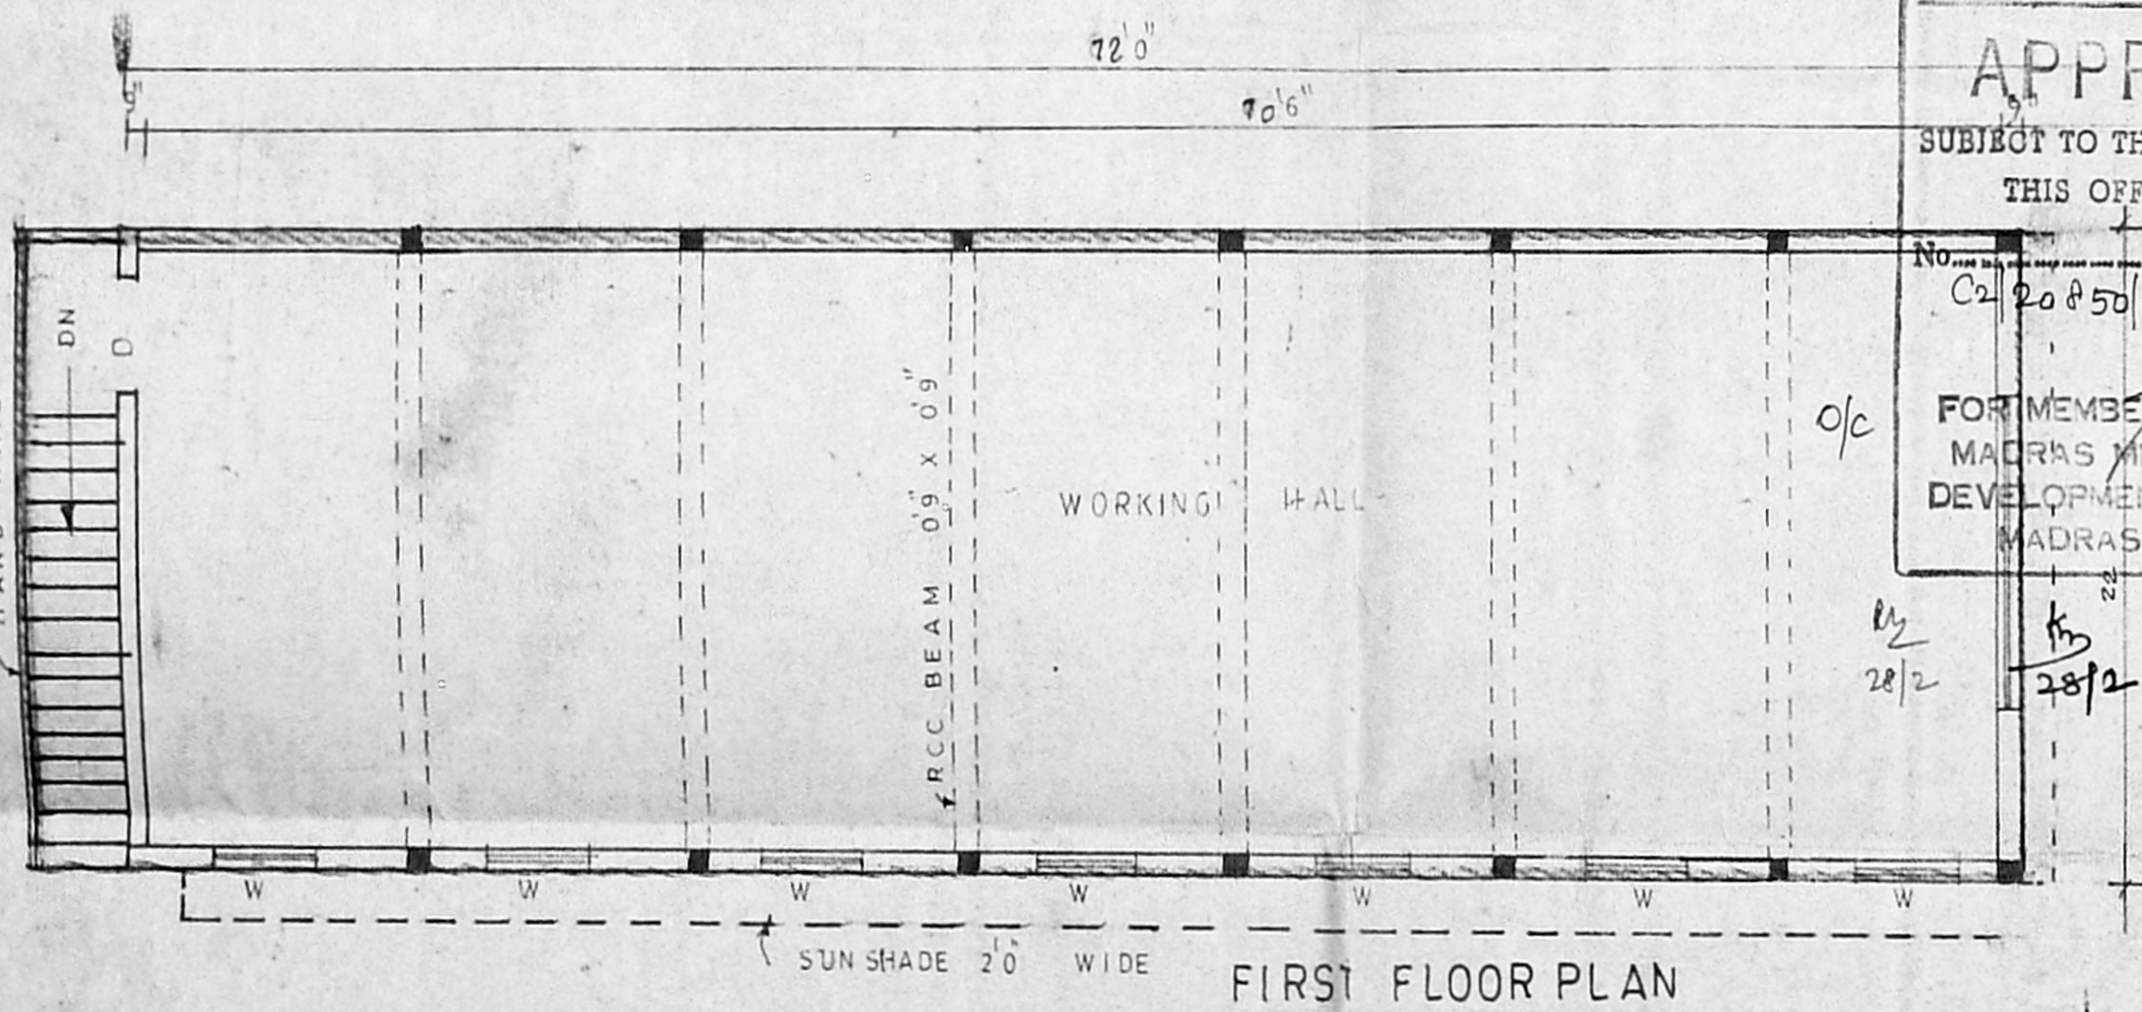 72'0"
9"
70'6"
9"
APPR
SUBJECT TO TH
THIS OFF
No.
C2/20850/
DN
D
O/C
FOR MEMBE
MADRAS M
DEVELOPMEN
MADRAS
WORKING HALL
RCC BEAM 0'9" X 0'9"
22
28/2
28/2
W W W W W W W
SUN SHADE 2'0" WIDE
FIRST FLOOR PLAN